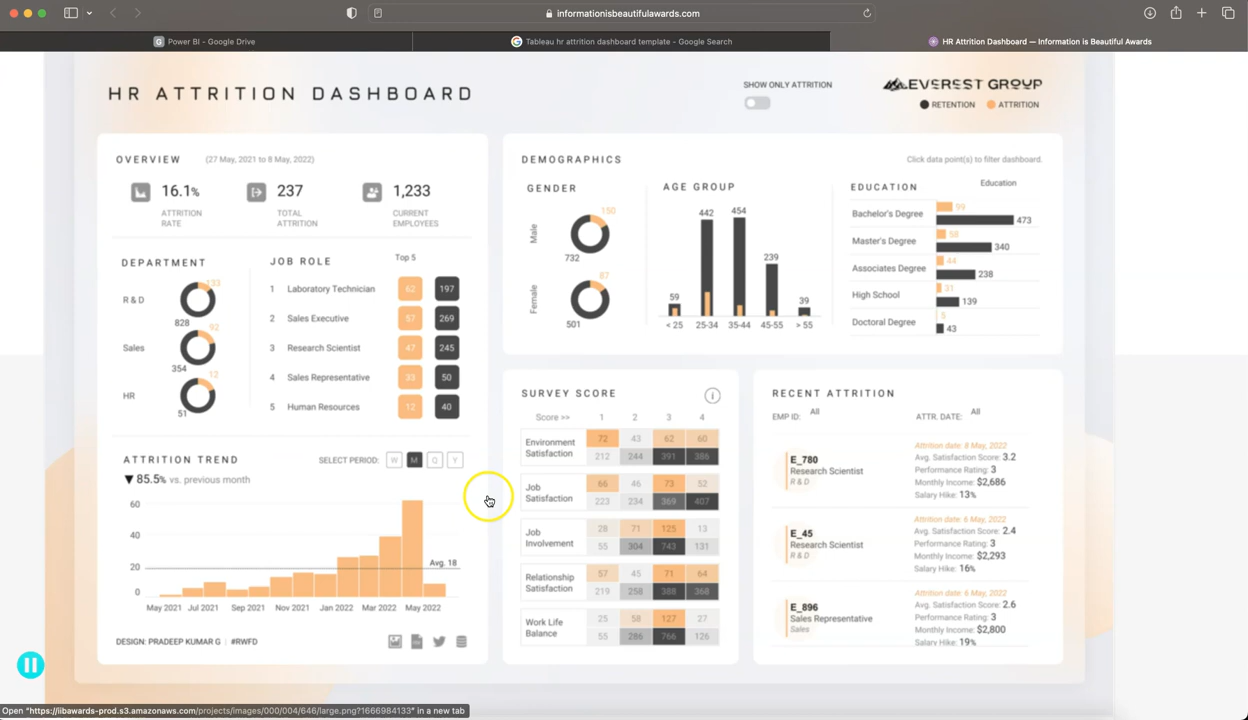 informationisbeautifulawards.com
Power BI - Google Drive
Tableau hr attrition dashboard template - Google Search
HR Attrition Dashboard — Information is Beautiful Awards
HR ATTRITION DASHBOARD
SHOW ONLY ATTRITION
EVEREST GROUP
RETENTION
ATTRITION
OVERVIEW
(27 May, 2021 to 8 May, 2022)
16.1%
ATTRITION
RATE
237
TOTAL
ATTRITION
1,233
CURRENT
EMPLOYEES
DEPARTMENT
R & D
133
828
Sales
92
354
HR
12
51
JOB ROLE
Top 5
1 Laboratory Technician 62 197
2 Sales Executive 57 269
3 Research Scientist 47 245
4 Sales Representative 33 50
5 Human Resources 12 40
ATTRITION TREND
SELECT PERIOD: W M Q Y
▼ 85.5% vs. previous month
60
40
20
0
Avg. 18
May 2021 Jul 2021 Sep 2021 Nov 2021 Jan 2022 Mar 2022 May 2022
DESIGN: PRADEEP KUMAR G | #RWFD
DEMOGRAPHICS
Click data point(s) to filter dashboard.
GENDER
Male
150
732
Female
87
501
AGE GROUP
59 442 454 239 39
< 25 25-34 35-44 45-55 > 55
EDUCATION
Education
Bachelor's Degree
99
473
Master's Degree
58
340
Associates Degree
44
238
High School
31
139
Doctoral Degree
5
43
SURVEY SCORE
Score >> 1 2 3 4
Environment
Satisfaction
72 43 62 60
212 244 391 386
Job
Satisfaction
66 46 73 52
223 234 369 407
Job
Involvement
28 71 125 13
55 304 743 131
Relationship
Satisfaction
57 45 71 64
219 258 388 368
Work Life
Balance
25 58 127 27
55 286 766 126
RECENT ATTRITION
EMP ID: All
ATTR. DATE: All
E_780
Research Scientist
R & D
Attrition date: 8 May, 2022
Avg. Satisfaction Score: 3.2
Performance Rating: 3
Monthly Income: $2,686
Salary Hike: 13%
E_45
Research Scientist
R & D
Attrition date: 6 May, 2022
Avg. Satisfaction Score: 2.4
Performance Rating: 3
Monthly Income: $2,293
Salary Hike: 16%
E_896
Sales Representative
Sales
Attrition date: 6 May, 2022
Avg. Satisfaction Score: 2.6
Performance Rating: 3
Monthly Income: $2,800
Salary Hike: 19%
Open "https://iibawards-prod.s3.amazonaws.com/projects/images/000/004/646/large.png?1666984133" in a new tab